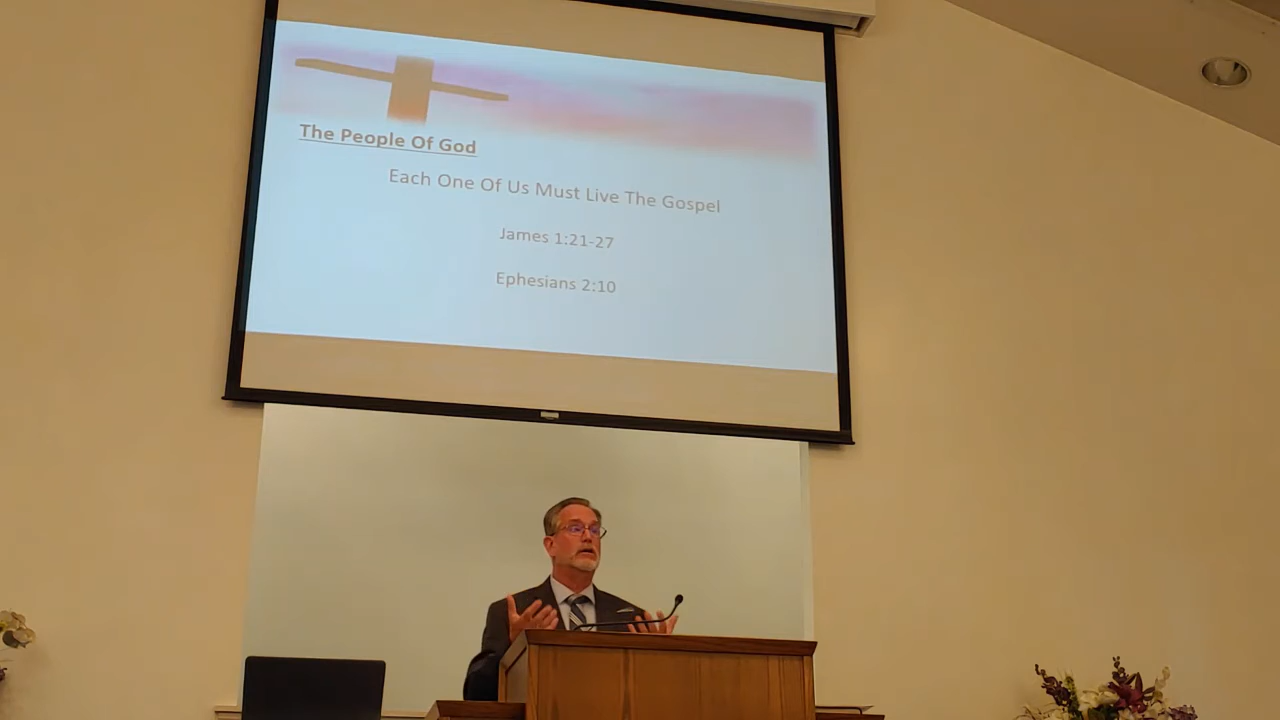 The People Of God
Each One Of Us Must Live The Gospel
James 1:21-27
Ephesians 2:10